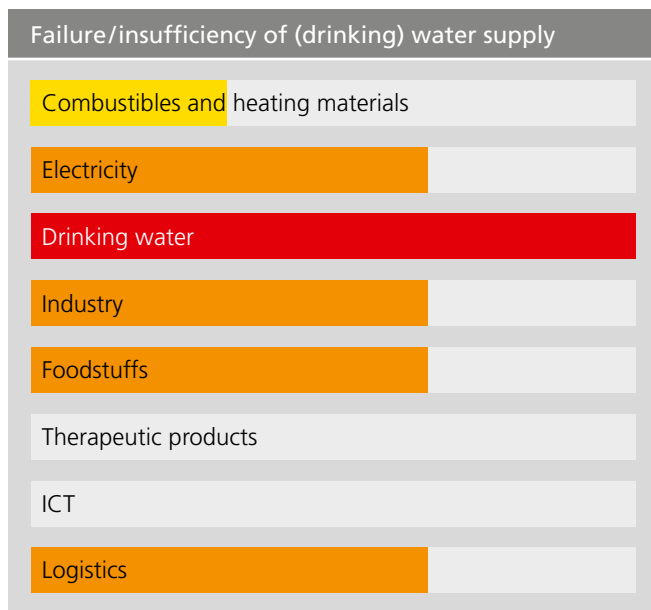 Failure/insufficiency of (drinking) water supply
Combustibles and heating materials
Electricity
Drinking water
Industry
Foodstuffs
Therapeutic products
ICT
Logistics